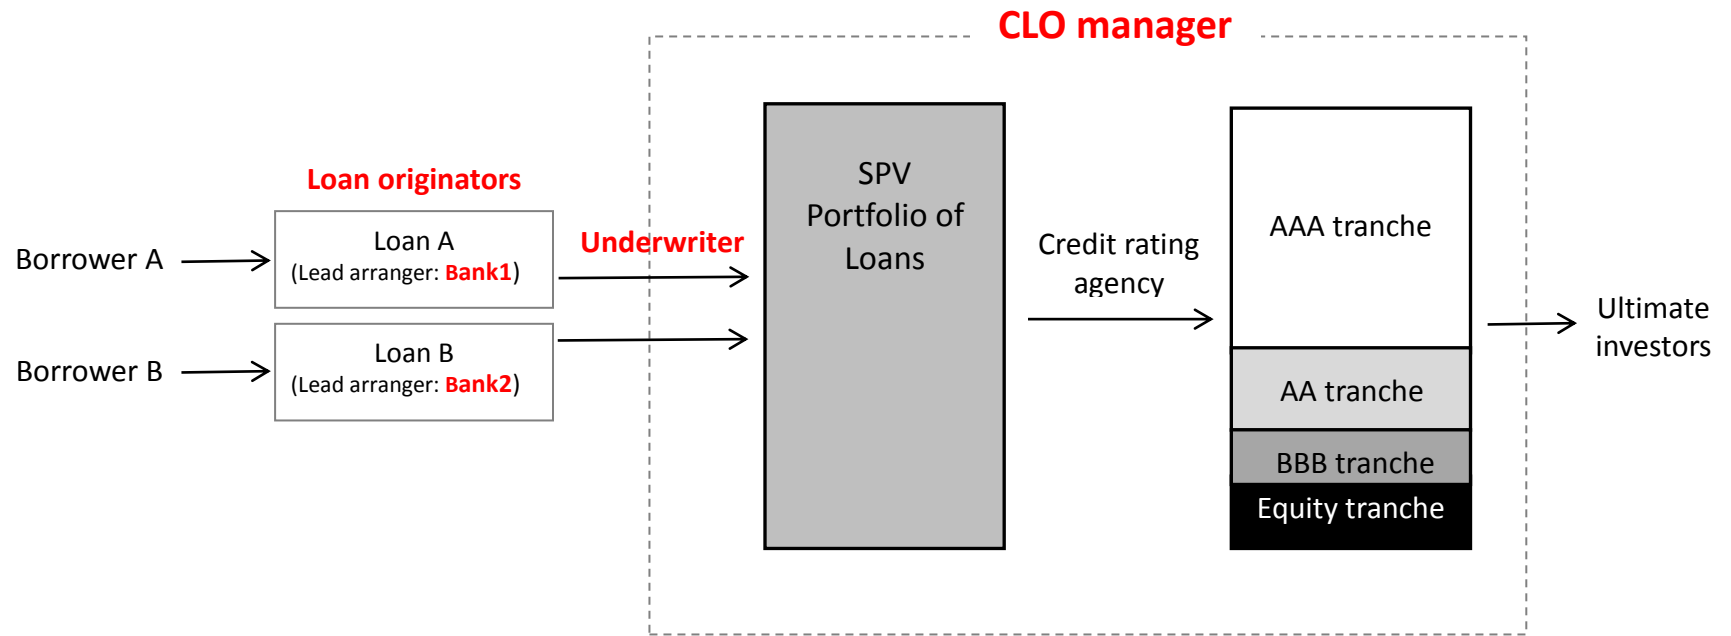 CLO manager
Loan originators
Borrower A
Loan A
(Lead arranger: Bank1)
Borrower B
Loan B
(Lead arranger: Bank2)
Underwriter
SPV
Portfolio of
Loans
Credit rating
agency
AAA tranche
AA tranche
BBB tranche
Equity tranche
Ultimate
investors